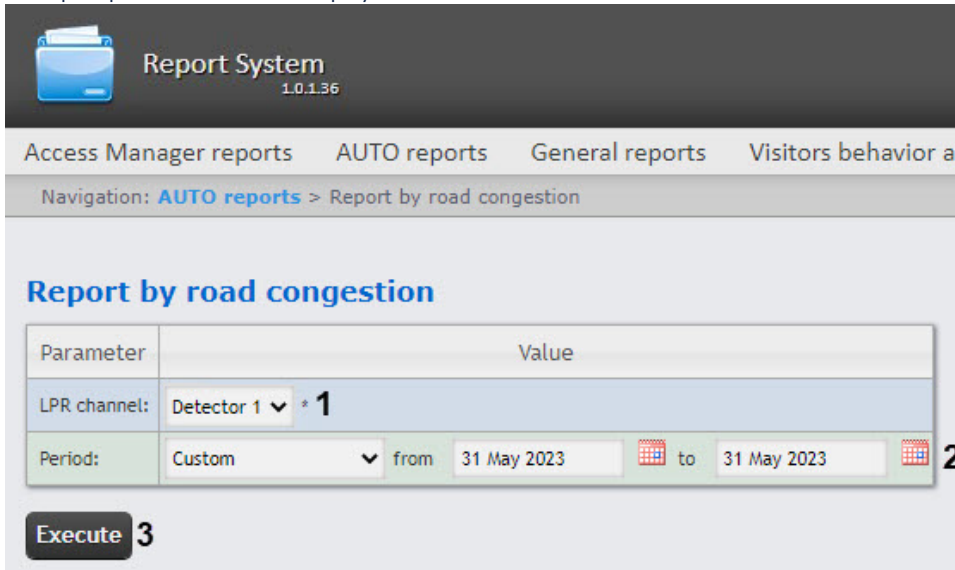 Report System
1.0.1.36
Access Manager reports AUTO reports General reports Visitors behavior a
Navigation: AUTO reports > Report by road congestion
Report by road congestion
Parameter Value
LPR channel: Detector 1 * 1
Period: Custom from 31 May 2023 to 31 May 2023 2
Execute 3